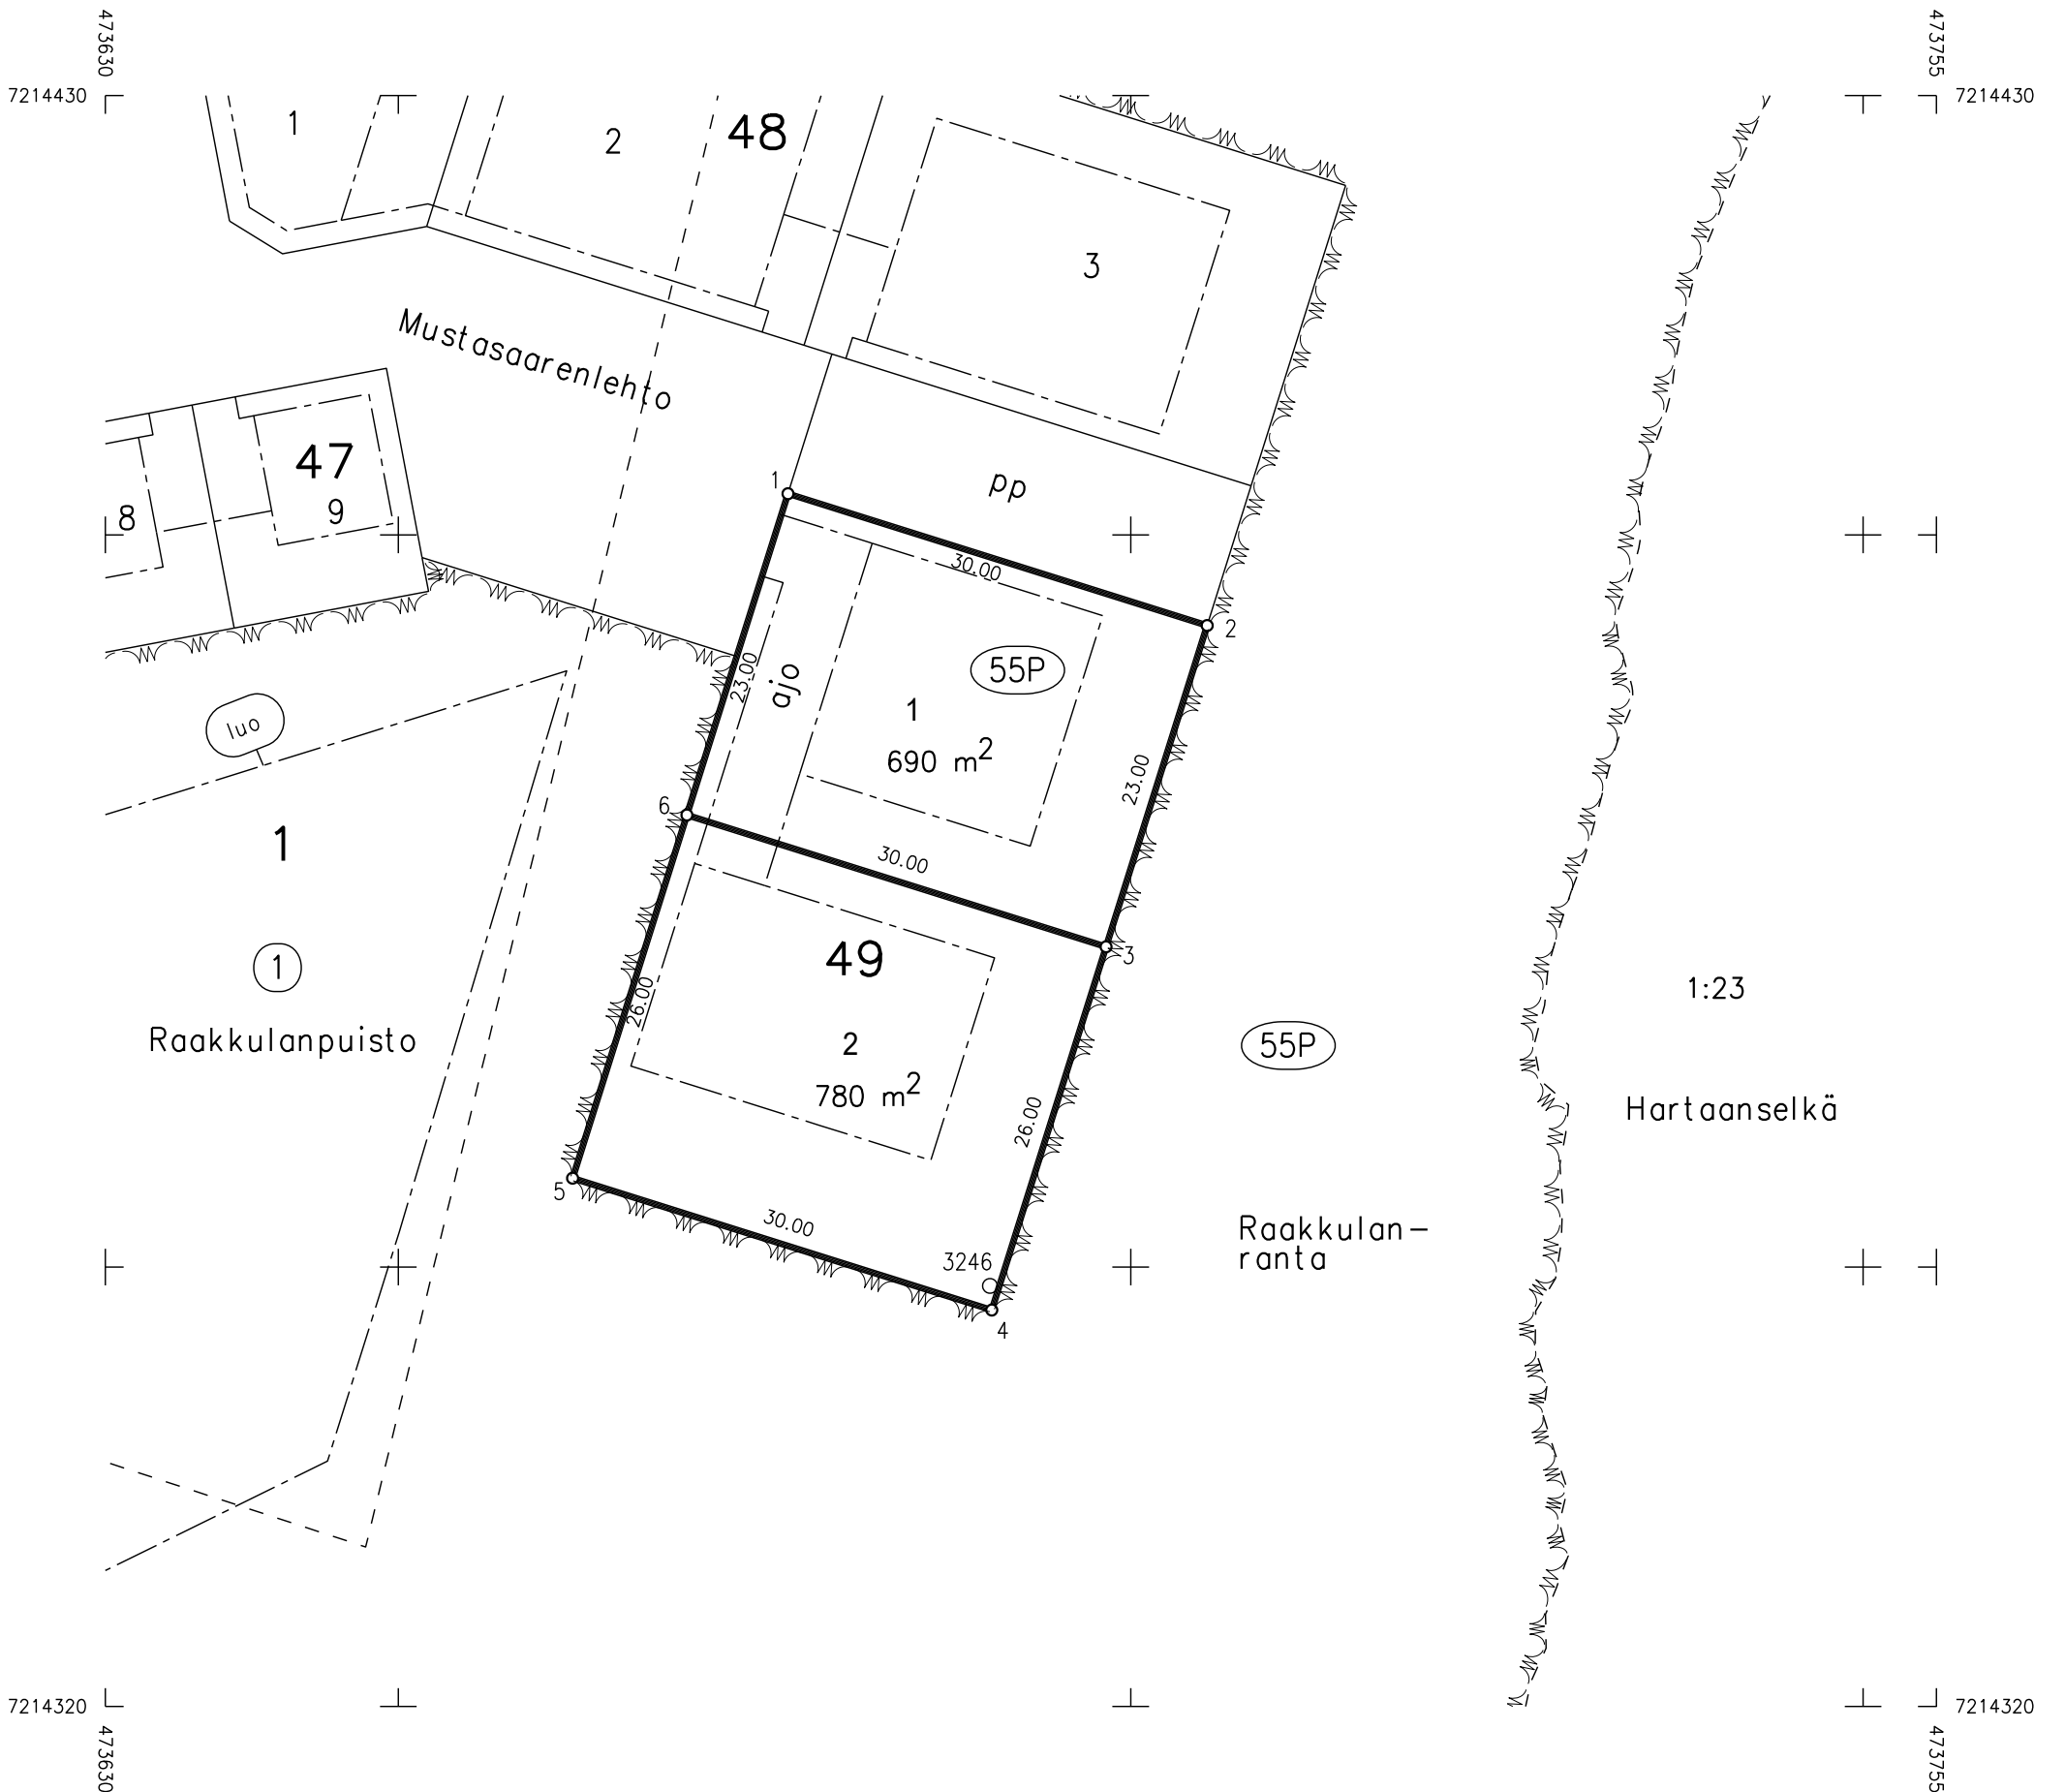 473630
473755
7214430
7214430
1
2
48
3
Mustasaarenlehto
47
8
9
1
pp
30.00
2
55P
23.00
ajo
1
690 m²
luo
23.00
6
1
30.00
3
49
1
26.00
2
1:23
Raakkulanpuisto
55P
780 m²
26.00
Hartaanselkä
5
30.00
Raakkulan-
ranta
3246
4
7214320
7214320
473630
473755